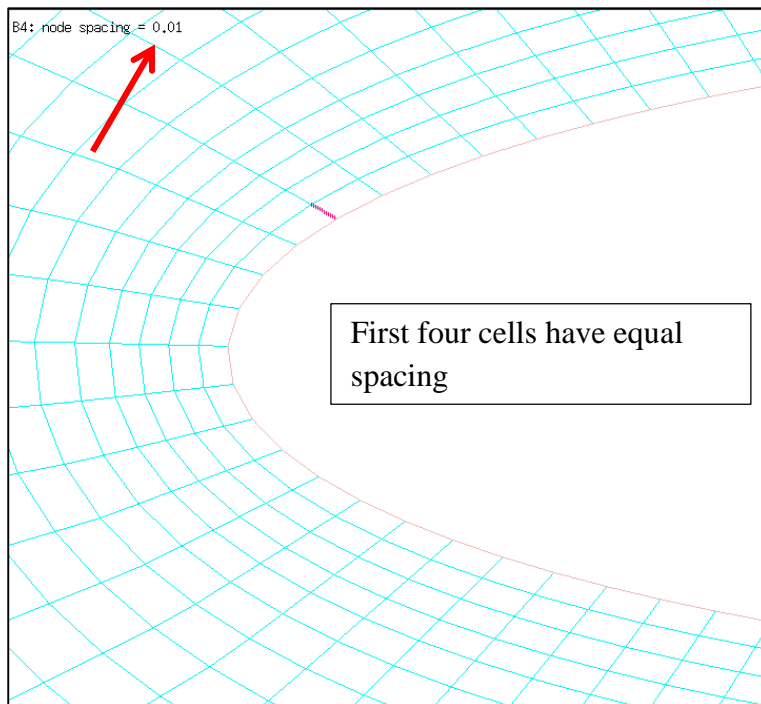 B4: node spacing = 0.01
First four cells have equal
spacing